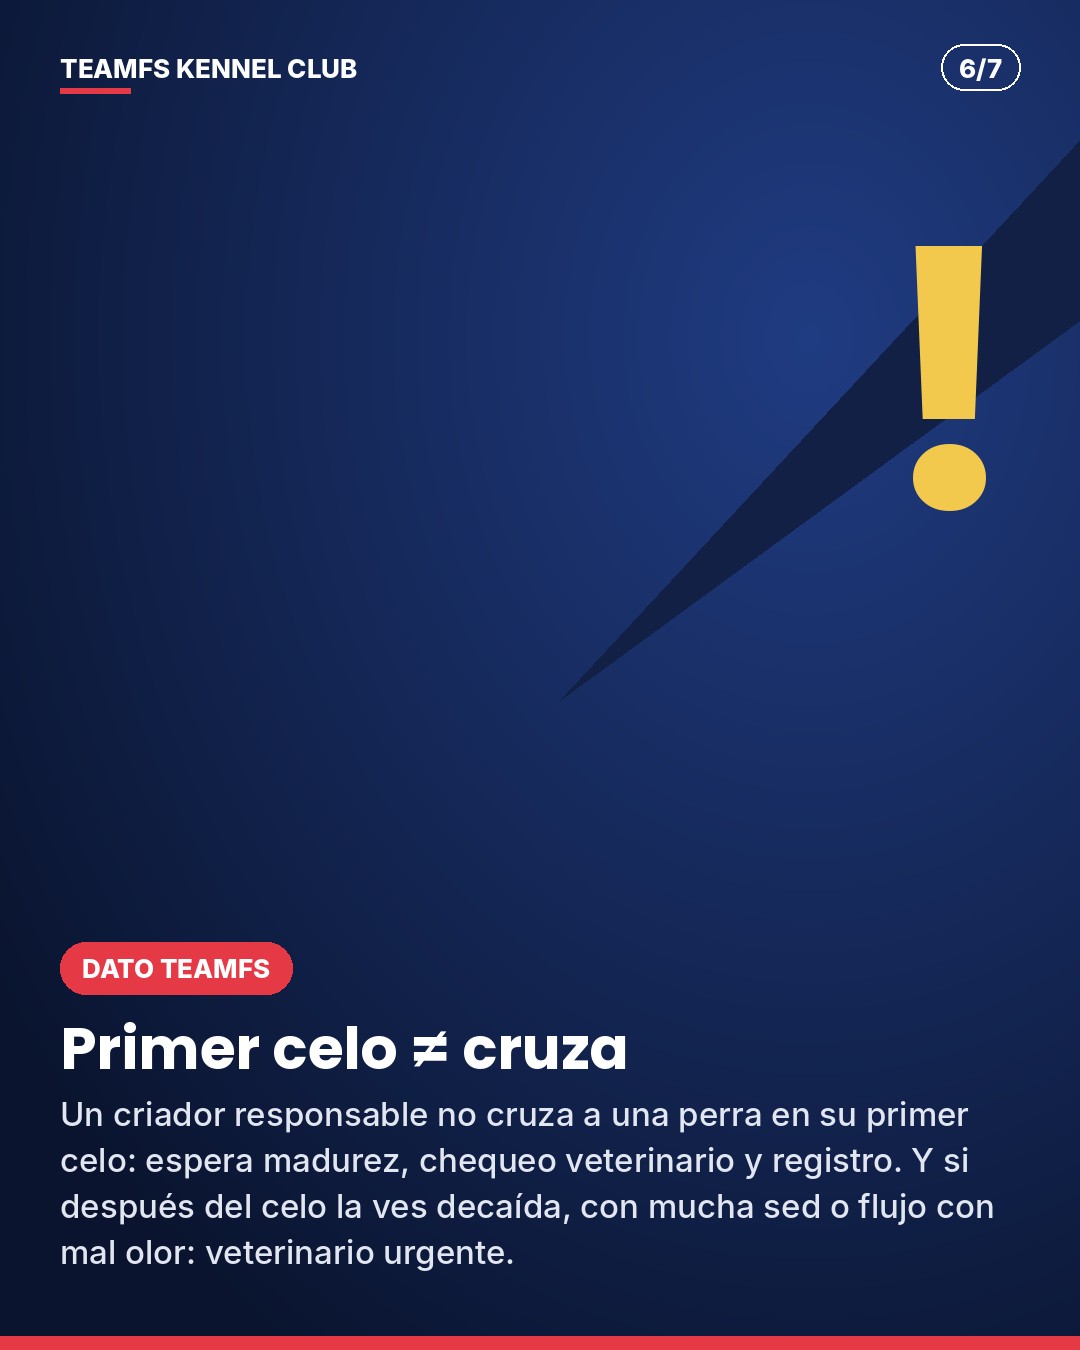 TEAMFS KENNEL CLUB
6/7
!
DATO TEAMFS
Primer celo ≠ cruza
Un criador responsable no cruza a una perra en su primer
celo: espera madurez, chequeo veterinario y registro. Y si
después del celo la ves decaída, con mucha sed o flujo con
mal olor: veterinario urgente.